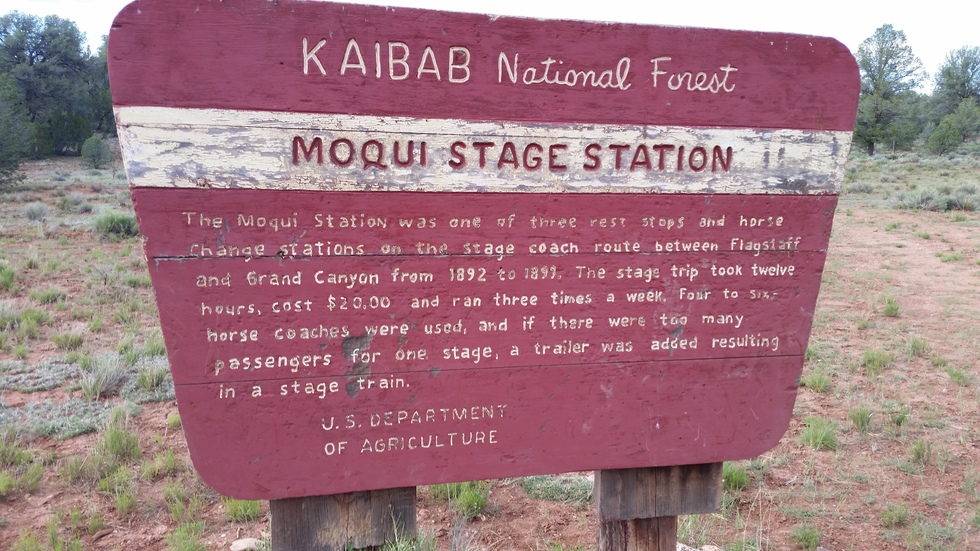 KAIBAB National Forest
MOQUI STAGE STATION
The Moqui Station was one of three rest stops and horse
change stations on the stage coach route between Flagstaff
and Grand Canyon from 1892 to 1899. The stage trip took twelve
hours, cost $20.00 and ran three times a week. Four to six
horse coaches were used, and if there were too many
passengers for one stage, a trailer was added resulting
in a stage train.
U.S. DEPARTMENT
OF AGRICULTURE